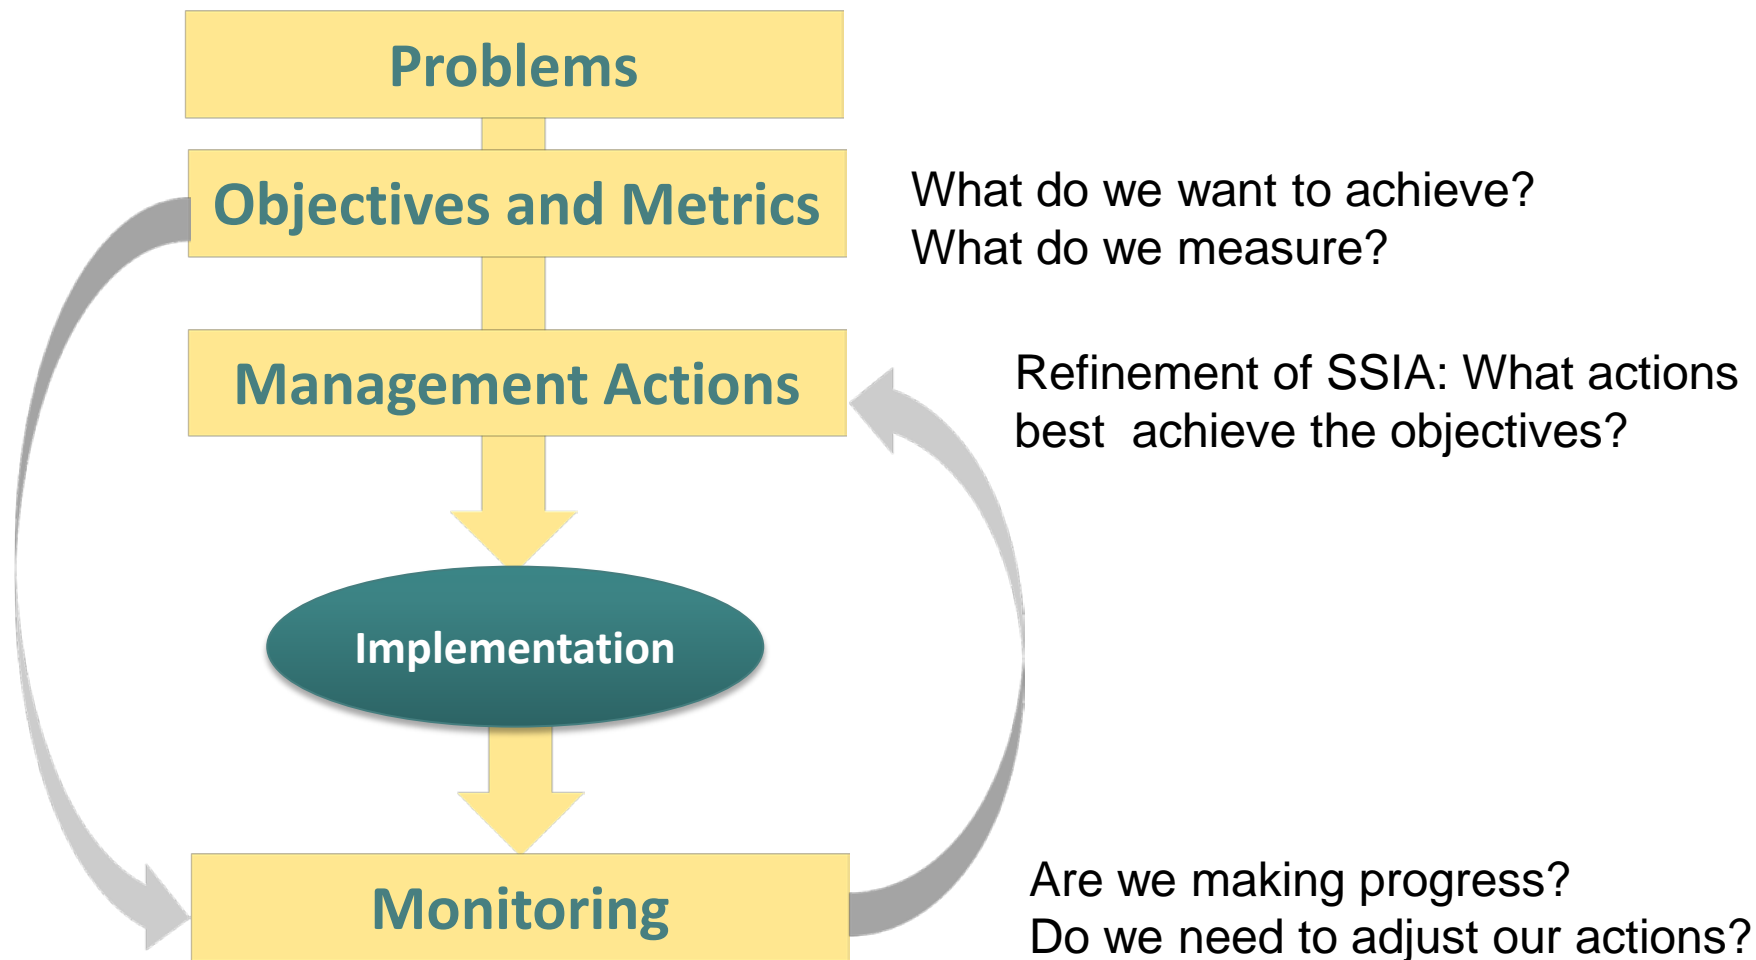 Problems
Objectives and Metrics
What do we want to achieve?
What do we measure?
Management Actions
Refinement of SSIA: What actions
best  achieve the objectives?
Implementation
Monitoring
Are we making progress?
Do we need to adjust our actions?